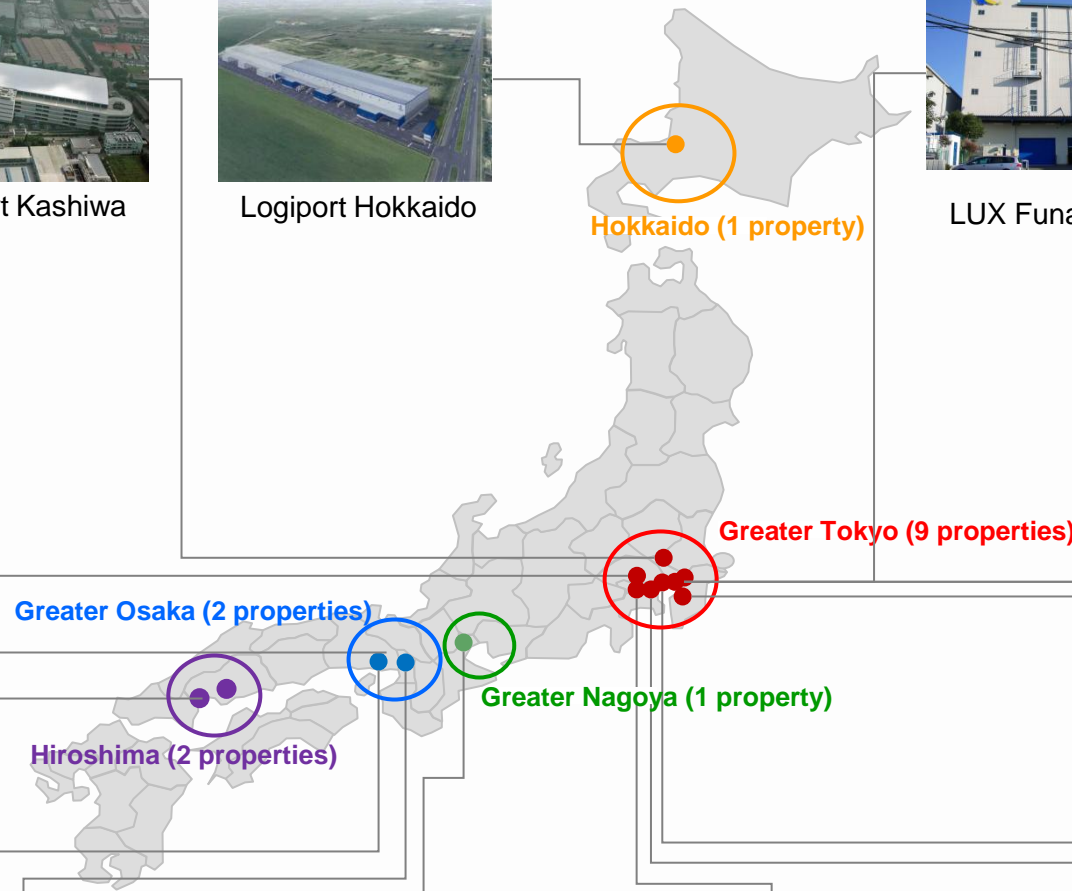 t Kashiwa
Logiport Hokkaido
LUX Funa
Hokkaido (1 property)
Greater Tokyo (9 properties)
Greater Osaka (2 properties)
Greater Nagoya (1 property)
Hiroshima (2 properties)